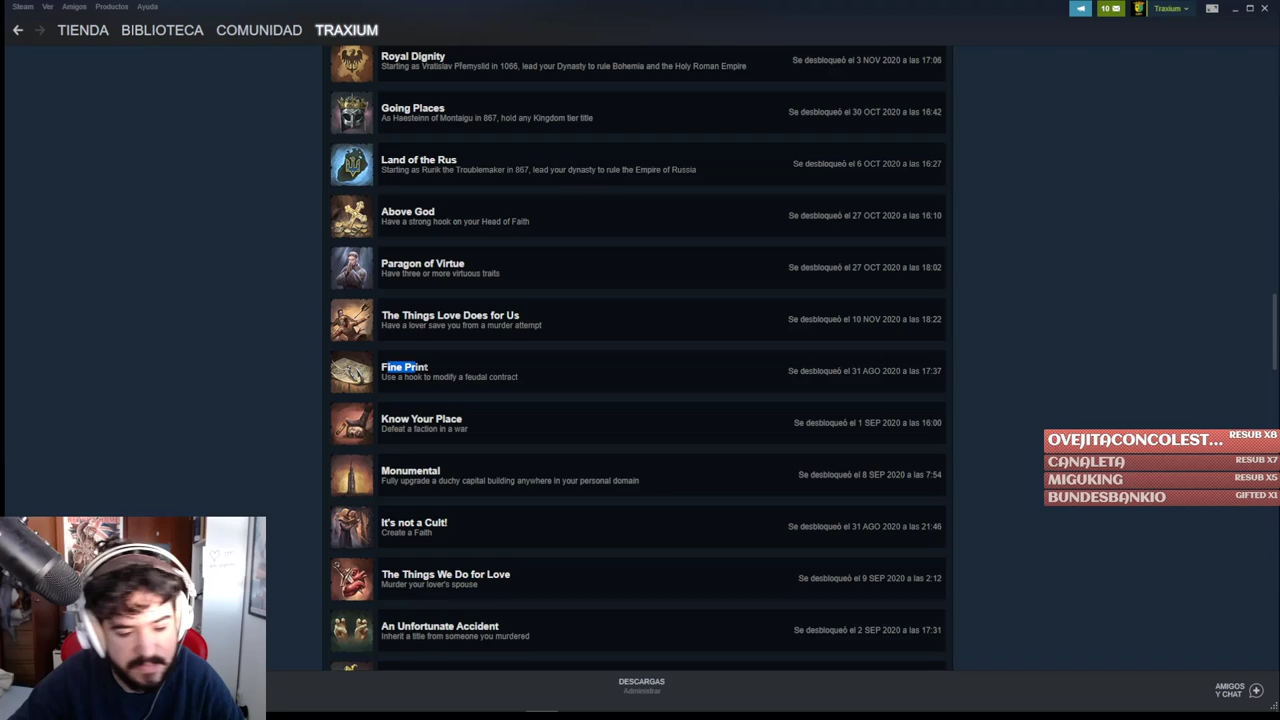 Steam Ver Amigos Productos Ayuda
10
Traxium
TIENDA BIBLIOTECA COMUNIDAD TRAXIUM
Royal Dignity
Starting as Vratislav Přemyslid in 1066, lead your Dynasty to rule Bohemia and the Holy Roman Empire
Se desbloqueó el 3 NOV 2020 a las 17:06
Going Places
As Haesteinn of Montaigu in 867, hold any Kingdom tier title
Se desbloqueó el 30 OCT 2020 a las 16:42
Land of the Rus
Starting as Rurik the Troublemaker in 867, lead your dynasty to rule the Empire of Russia
Se desbloqueó el 6 OCT 2020 a las 16:27
Above God
Have a strong hook on your Head of Faith
Se desbloqueó el 27 OCT 2020 a las 16:10
Paragon of Virtue
Have three or more virtuous traits
Se desbloqueó el 27 OCT 2020 a las 18:02
The Things Love Does for Us
Have a lover save you from a murder attempt
Se desbloqueó el 10 NOV 2020 a las 18:22
Fine Print
Use a hook to modify a feudal contract
Se desbloqueó el 31 AGO 2020 a las 17:37
Know Your Place
Defeat a faction in a war
Se desbloqueó el 1 SEP 2020 a las 16:00
Monumental
Fully upgrade a duchy capital building anywhere in your personal domain
Se desbloqueó el 8 SEP 2020 a las 7:54
It's not a Cult!
Create a Faith
Se desbloqueó el 31 AGO 2020 a las 21:46
The Things We Do for Love
Murder your lover's spouse
Se desbloqueó el 9 SEP 2020 a las 2:12
An Unfortunate Accident
Inherit a title from someone you murdered
Se desbloqueó el 2 SEP 2020 a las 17:31
OVEJITACONCOLEST... RESUB X8
CANALETA RESUB X7
MIGUKING RESUB X5
BUNDESBANKIO GIFTED X1
DESCARGAS
Administrar
AMIGOS
Y CHAT